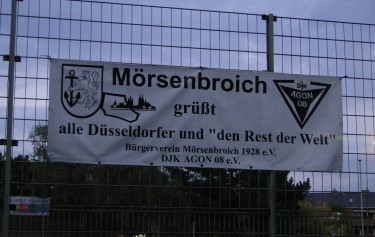 Mörsenbroich
grüßt
alle Düsseldorfer und "den Rest der Welt"
Bürgerverein Mörsenbroich 1928 e.V.
DJK AGON 08 e.V.
DJK
AGON
08